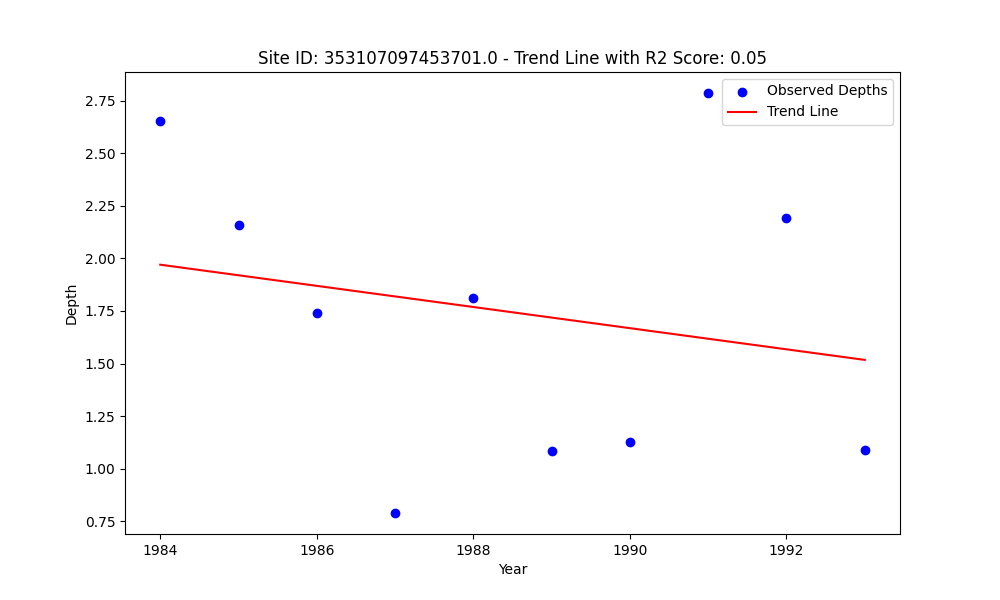 Site ID: 353107097453701.0 - Trend Line with R2 Score: 0.05
Observed Depths
Trend Line
2.75
2.50
2.25
2.00
1.75
1.50
1.25
1.00
0.75
Depth
1984
1986
1988
1990
1992
Year